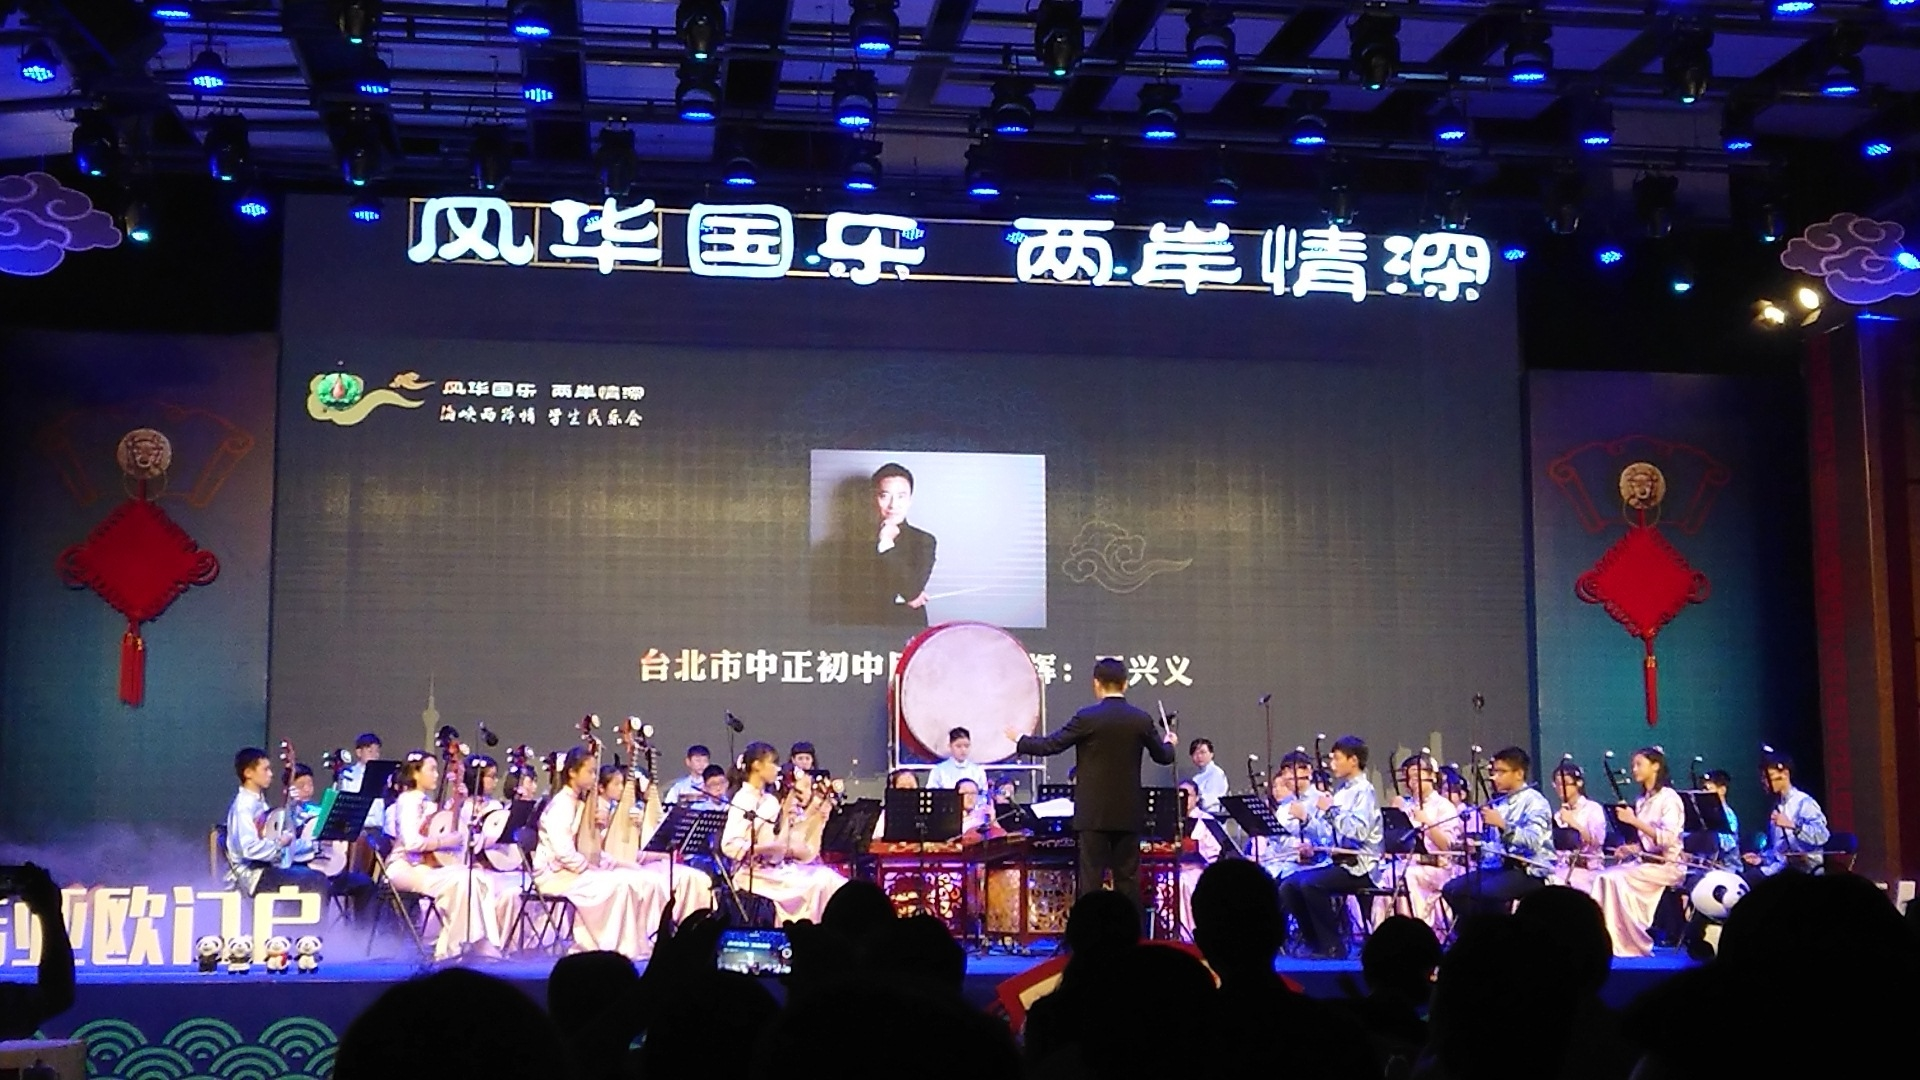 风华国乐 两岸情深
风华国乐 两岸情深
海峡两岸情 学生民乐会
台北市中正初中 挥： 兴义
亚欧门户